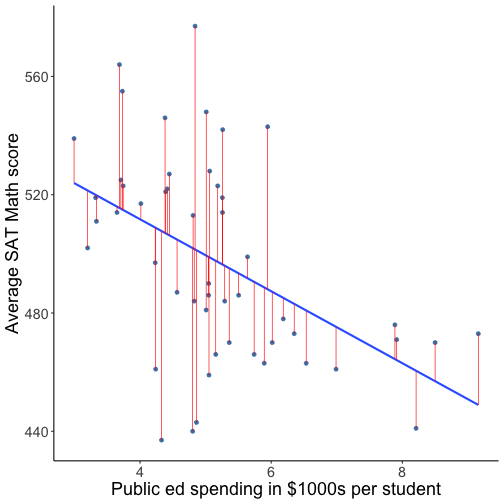 Average SAT Math score
560
520
480
440
4 6 8
Public ed spending in $1000s per student